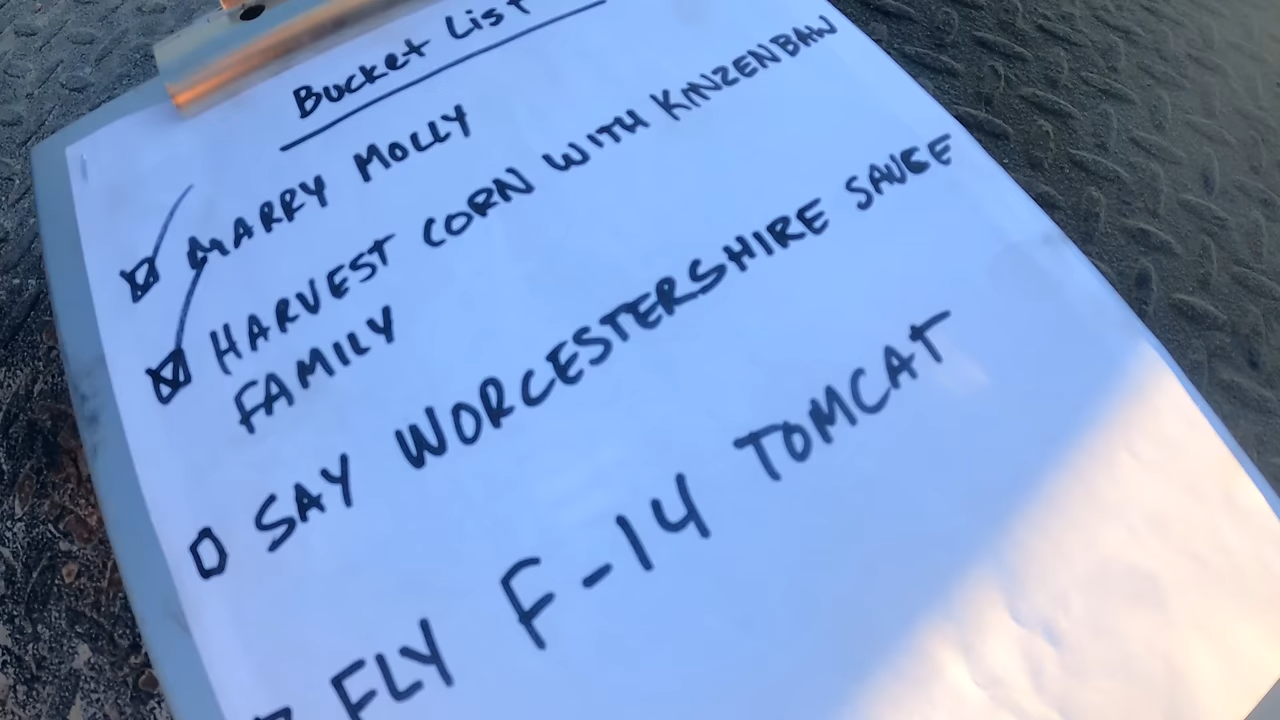 Bucket List
MARRY MOLLY
HARVEST CORN WITH KINZENBAW
FAMILY
SAY WORCESTERSHIRE SAUCE
FLY F-14 TOMCAT